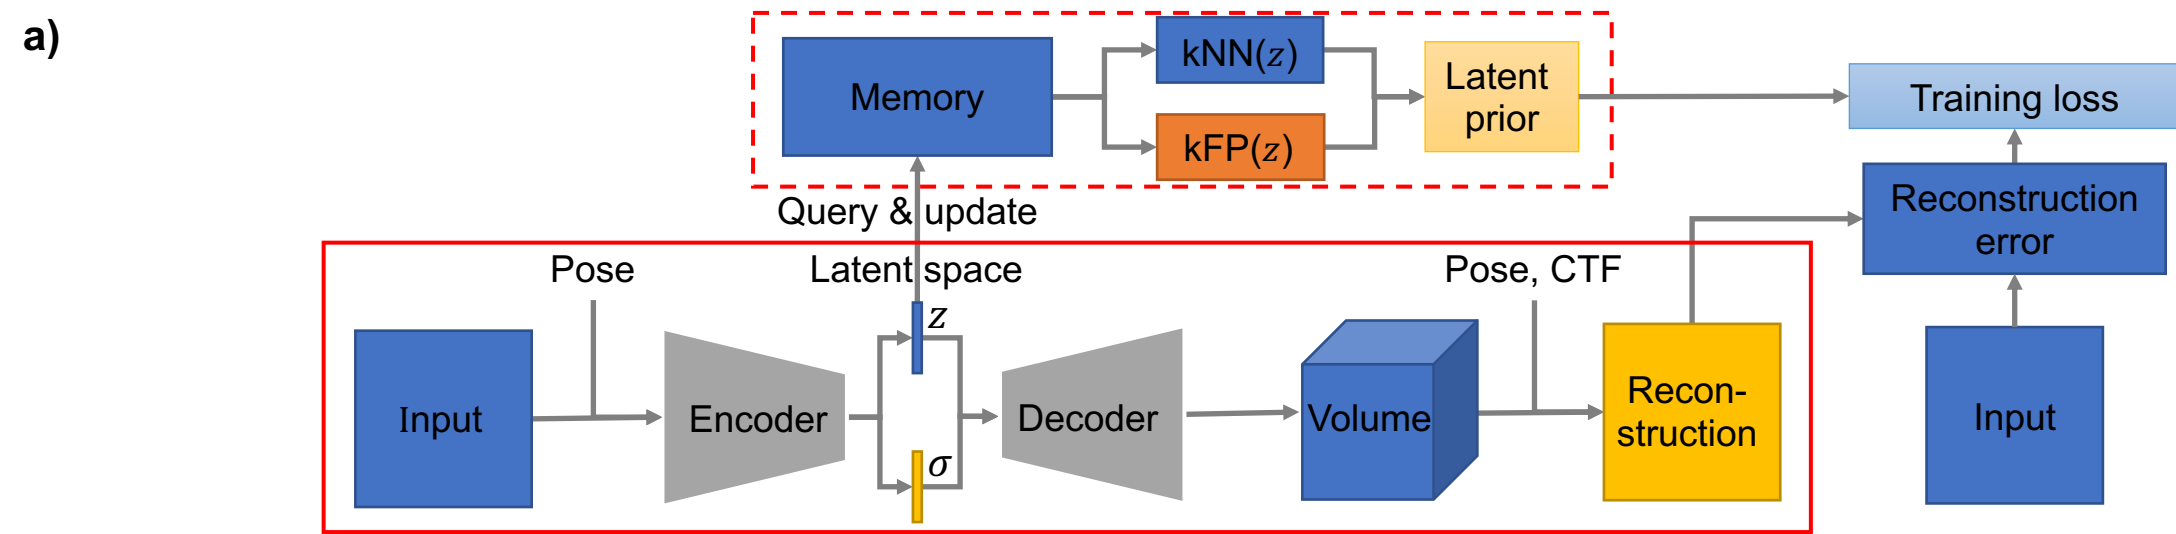 a)
Memory
kNN(z)
kFP(z)
Latent
prior
Training loss
Query & update
Reconstruction
error
Pose
Latent space
Pose, CTF
Input
Encoder
z
σ
Decoder
Volume
Recon-
struction
Input